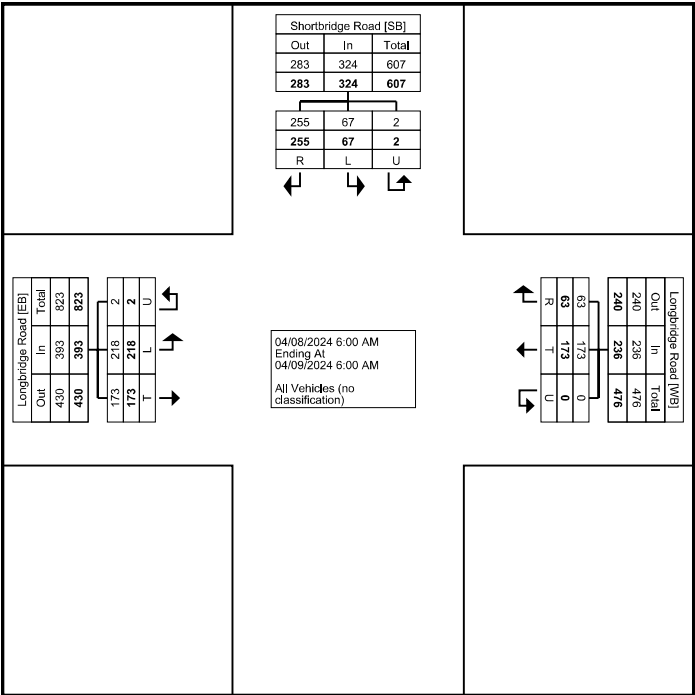 Shortbridge Road [SB]
Out In Total
283 324 607
283 324 607
255 67 2
255 67 2
R L U
Longbridge Road [EB]
Total In Out
823 393 430
823 393 430
2 218 173
2 218 173
U L T
04/08/2024 6:00 AM
Ending At
04/09/2024 6:00 AM
All Vehicles (no
classification)
Longbridge Road [WB]
Out In Total
240 236 476
240 236 476
63 173 0
63 173 0
R T U